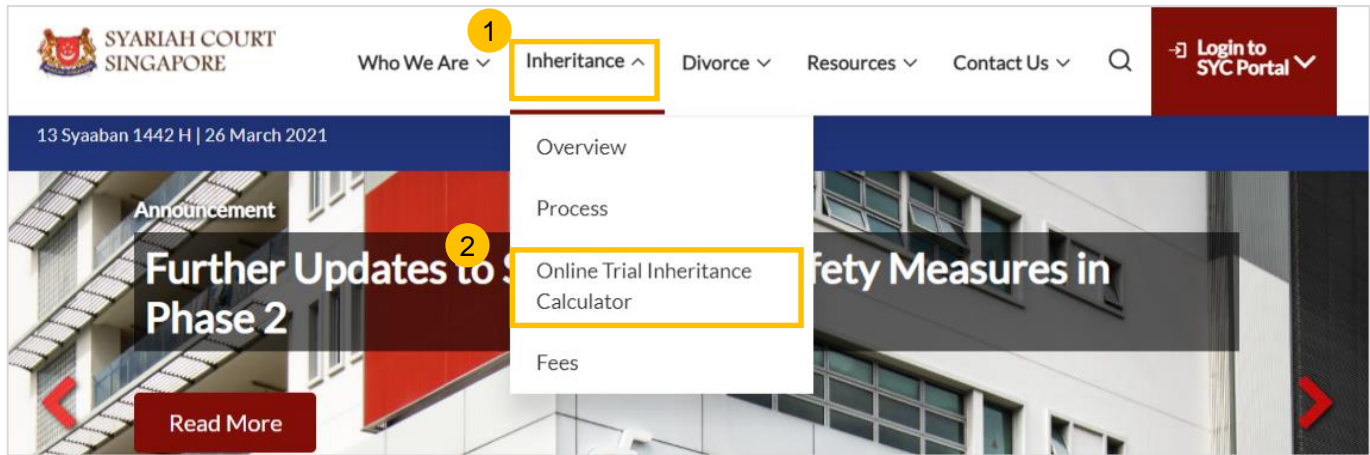 SYARIAH COURT
SINGAPORE
Who We Are
1
Inheritance
Divorce
Resources
Contact Us
Login to
SYC Portal
13 Syaaban 1442 H | 26 March 2021
Overview
Process
2
Online Trial Inheritance
Calculator
Fees
Announcement
Further Updates to
Measures in
Phase 2
Read More